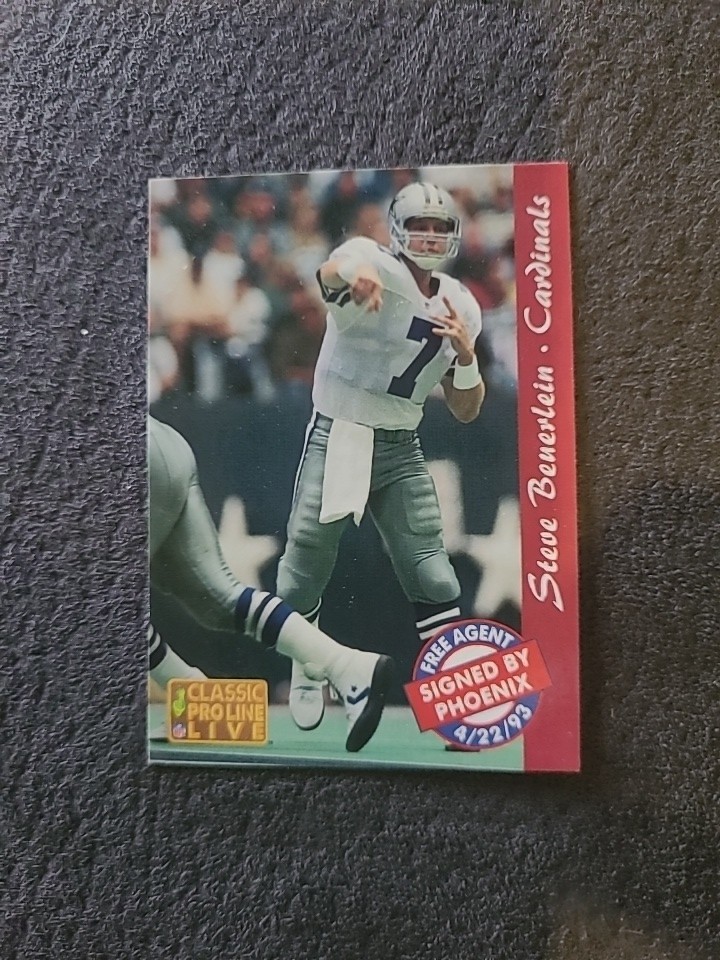 Steve Beuerlein · Cardinals
7
FREE AGENT
SIGNED BY
PHOENIX
4/22/93
CLASSIC
PRO LINE
LIVE